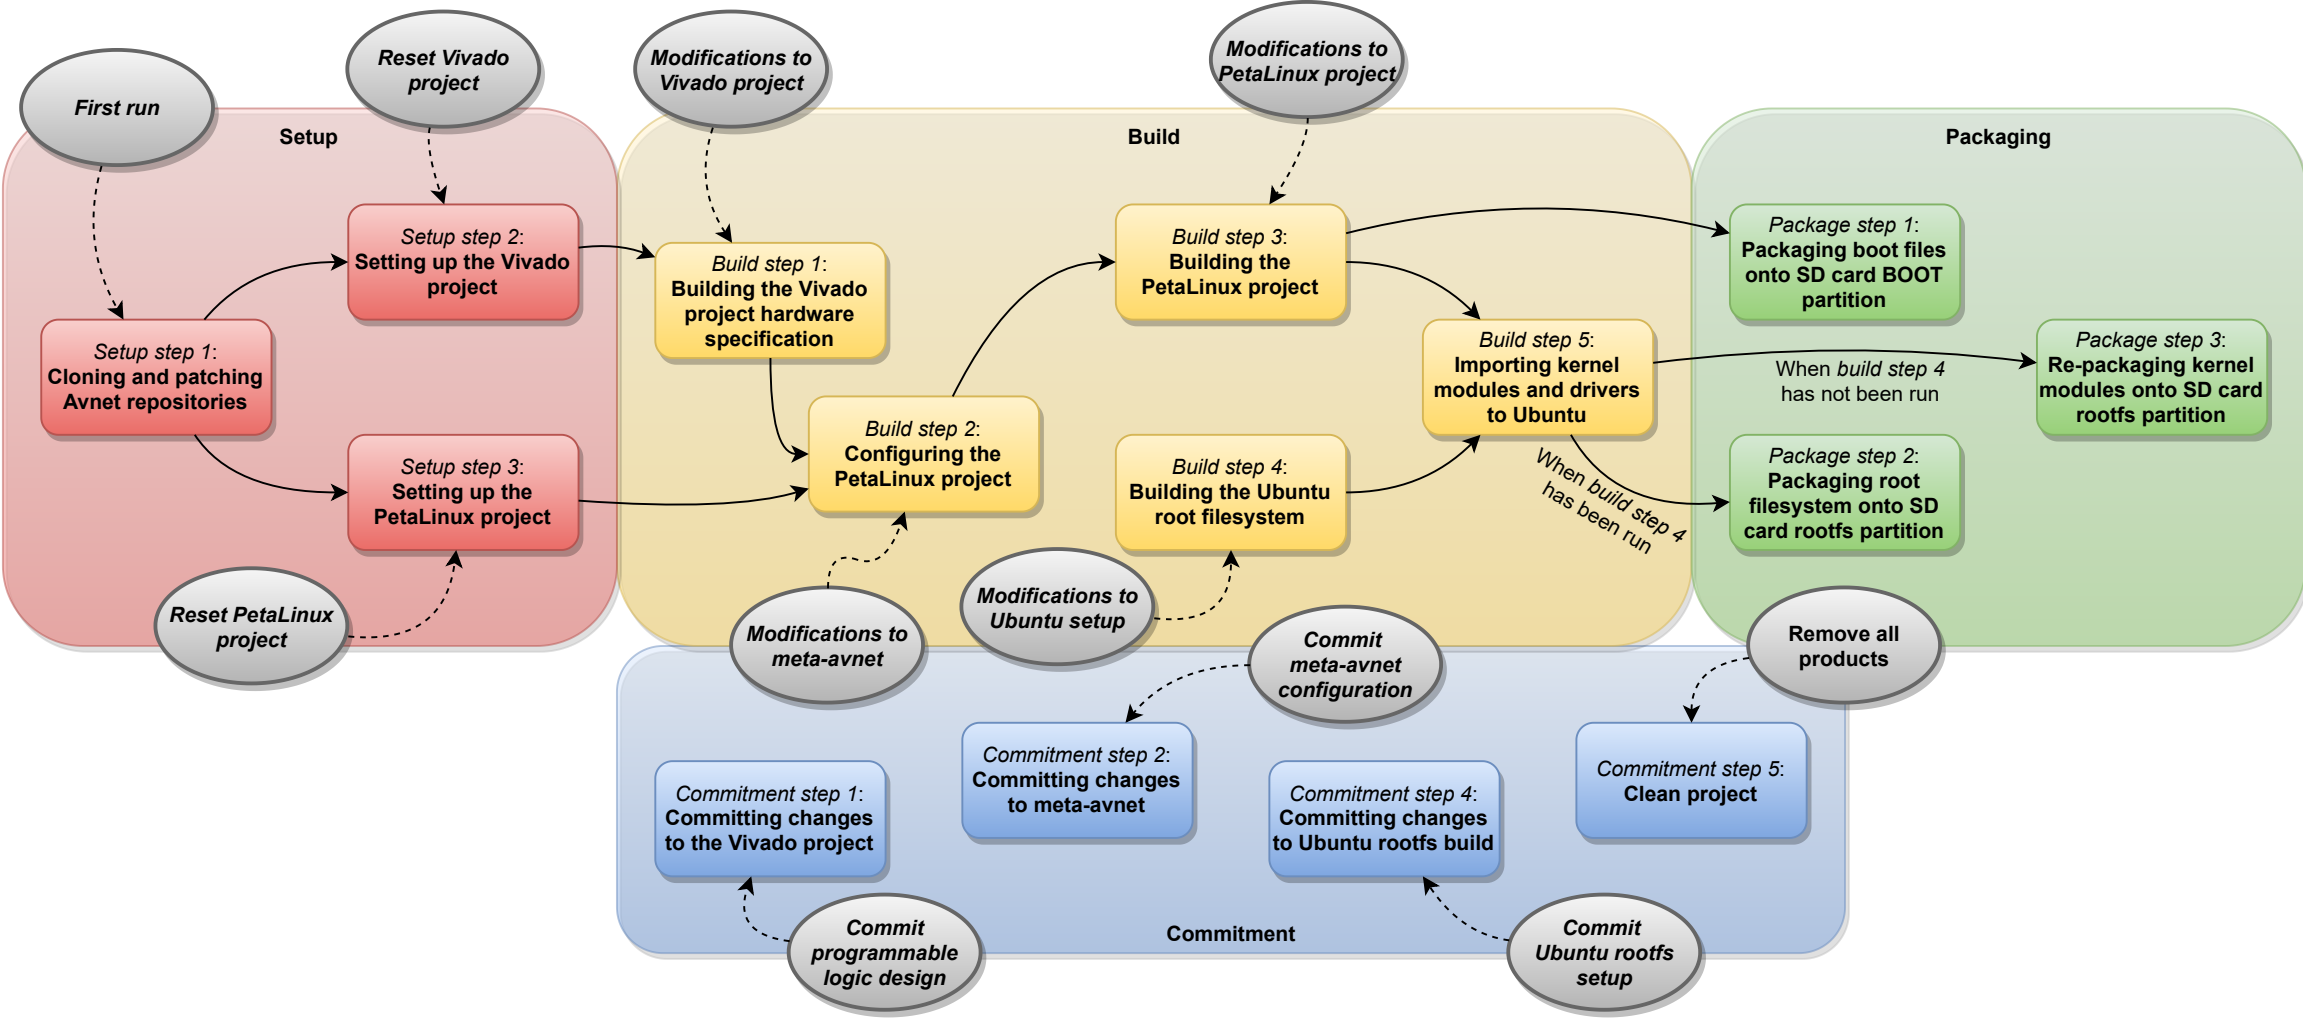 First run
Reset Vivado
project
Modifications to
Vivado project
Modifications to
PetaLinux project
Setup
Build
Packaging
Setup step 2:
Setting up the Vivado
project
Setup step 1:
Cloning and patching
Avnet repositories
Setup step 3:
Setting up the
PetaLinux project
Reset PetaLinux
project
Build step 1:
Building the Vivado
project hardware
specification
Build step 2:
Configuring the
PetaLinux project
Build step 3:
Building the
PetaLinux project
Build step 4:
Building the Ubuntu
root filesystem
Build step 5:
Importing kernel
modules and drivers
to Ubuntu
When build step 4
has not been run
When build step 4
has been run
Package step 1:
Packaging boot files
onto SD card BOOT
partition
Package step 3:
Re-packaging kernel
modules onto SD card
rootfs partition
Package step 2:
Packaging root
filesystem onto SD
card rootfs partition
Modifications to
meta-avnet
Modifications to
Ubuntu setup
Commit
meta-avnet
configuration
Remove all
products
Commitment step 1:
Committing changes
to the Vivado project
Commitment step 2:
Committing changes
to meta-avnet
Commitment step 4:
Committing changes
to Ubuntu rootfs build
Commitment step 5:
Clean project
Commit
programmable
logic design
Commitment
Commit
Ubuntu rootfs
setup